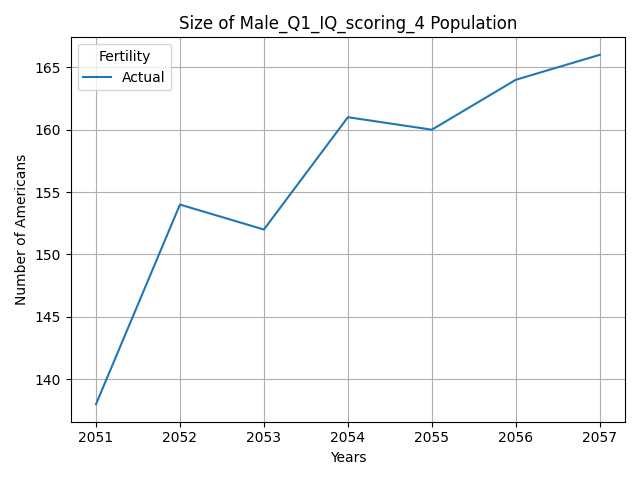 Size of Male_Q1_IQ_scoring_4 Population
Fertility
Actual
Number of Americans
165
160
155
150
145
140
2051 2052 2053 2054 2055 2056 2057
Years